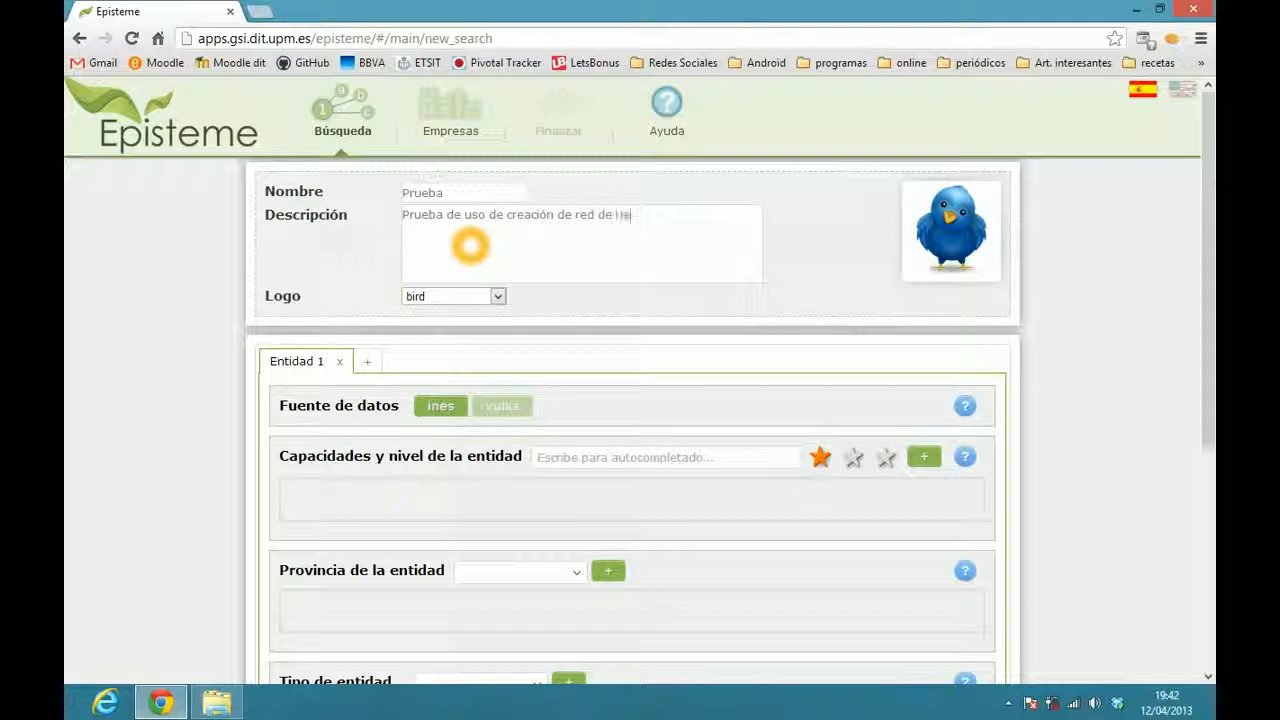 Episteme x
apps.gsi.dit.upm.es/episteme/#/main/new_search
Gmail Moodle Moodle dit GitHub BBVA ETSIT Pivotal Tracker LetsBonus Redes Sociales Android programas online periódicos Art. interesantes recetas »
Episteme
1 a b c
Búsqueda Empresas Finalizar ? Ayuda
Nombre Prueba
Descripción Prueba de uso de creación de red de
Logo bird
Entidad 1 x +
Fuente de datos ines vulka ?
Capacidades y nivel de la entidad Escribe para autocompletado... + ?
Provincia de la entidad + ?
Tipo de entidad + ?
19:42
12/04/2013